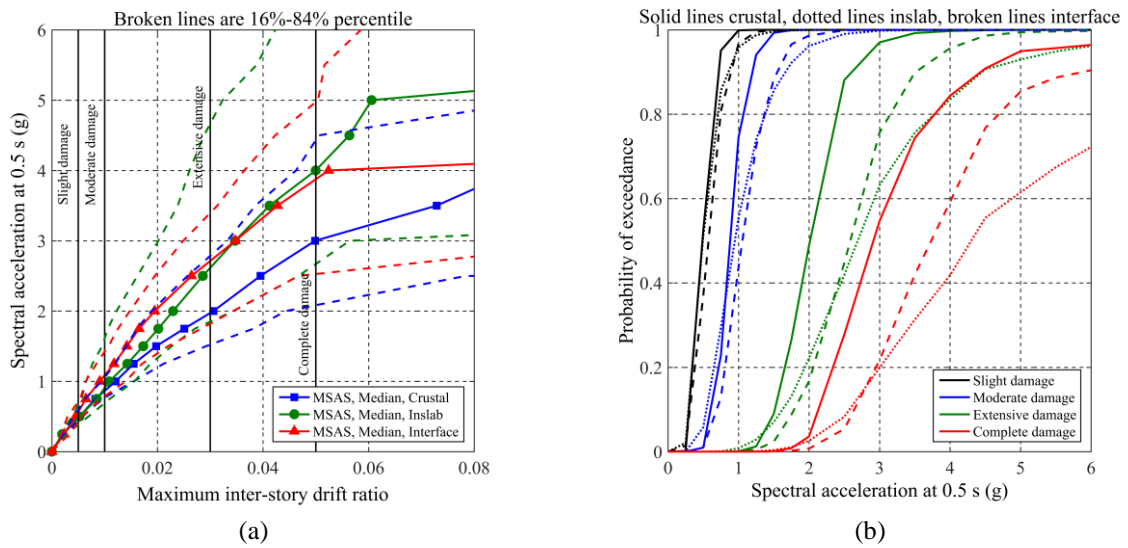 Broken lines are 16%-84% percentile
6
5
4
3
2
1
0
Spectral acceleration at 0.5 s (g)
Slight damage
Moderate damage
Extensive damage
Complete damage
MSAS, Median, Crustal
MSAS, Median, Inslab
MSAS, Median, Interface
0 0.02 0.04 0.06 0.08
Maximum inter-story drift ratio
(a)
Solid lines crustal, dotted lines inslab, broken lines interface
1
0.8
0.6
0.4
0.2
0
Probability of exceedance
Slight damage
Moderate damage
Extensive damage
Complete damage
0 1 2 3 4 5 6
Spectral acceleration at 0.5 s (g)
(b)